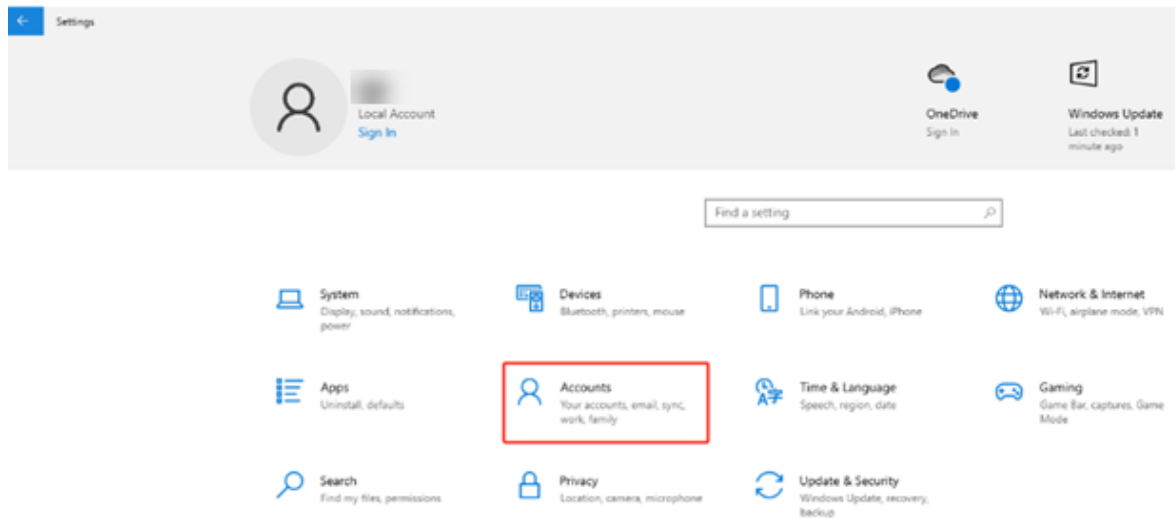 Settings
Local Account
Sign In
OneDrive
Sign In
Windows Update
Last checked: 1
minute ago
Find a setting
System
Display, sound, notifications,
power
Devices
Bluetooth, printers, mouse
Phone
Link your Android, iPhone
Network & Internet
Wi-Fi, airplane mode, VPN
Apps
Uninstall, defaults
Accounts
Your accounts, email, sync,
work, family
Time & Language
Speech, region, date
Gaming
Game Bar, captures, Game
Mode
Search
Find my files, permissions
Privacy
Location, camera, microphone
Update & Security
Windows Update, recovery,
backup